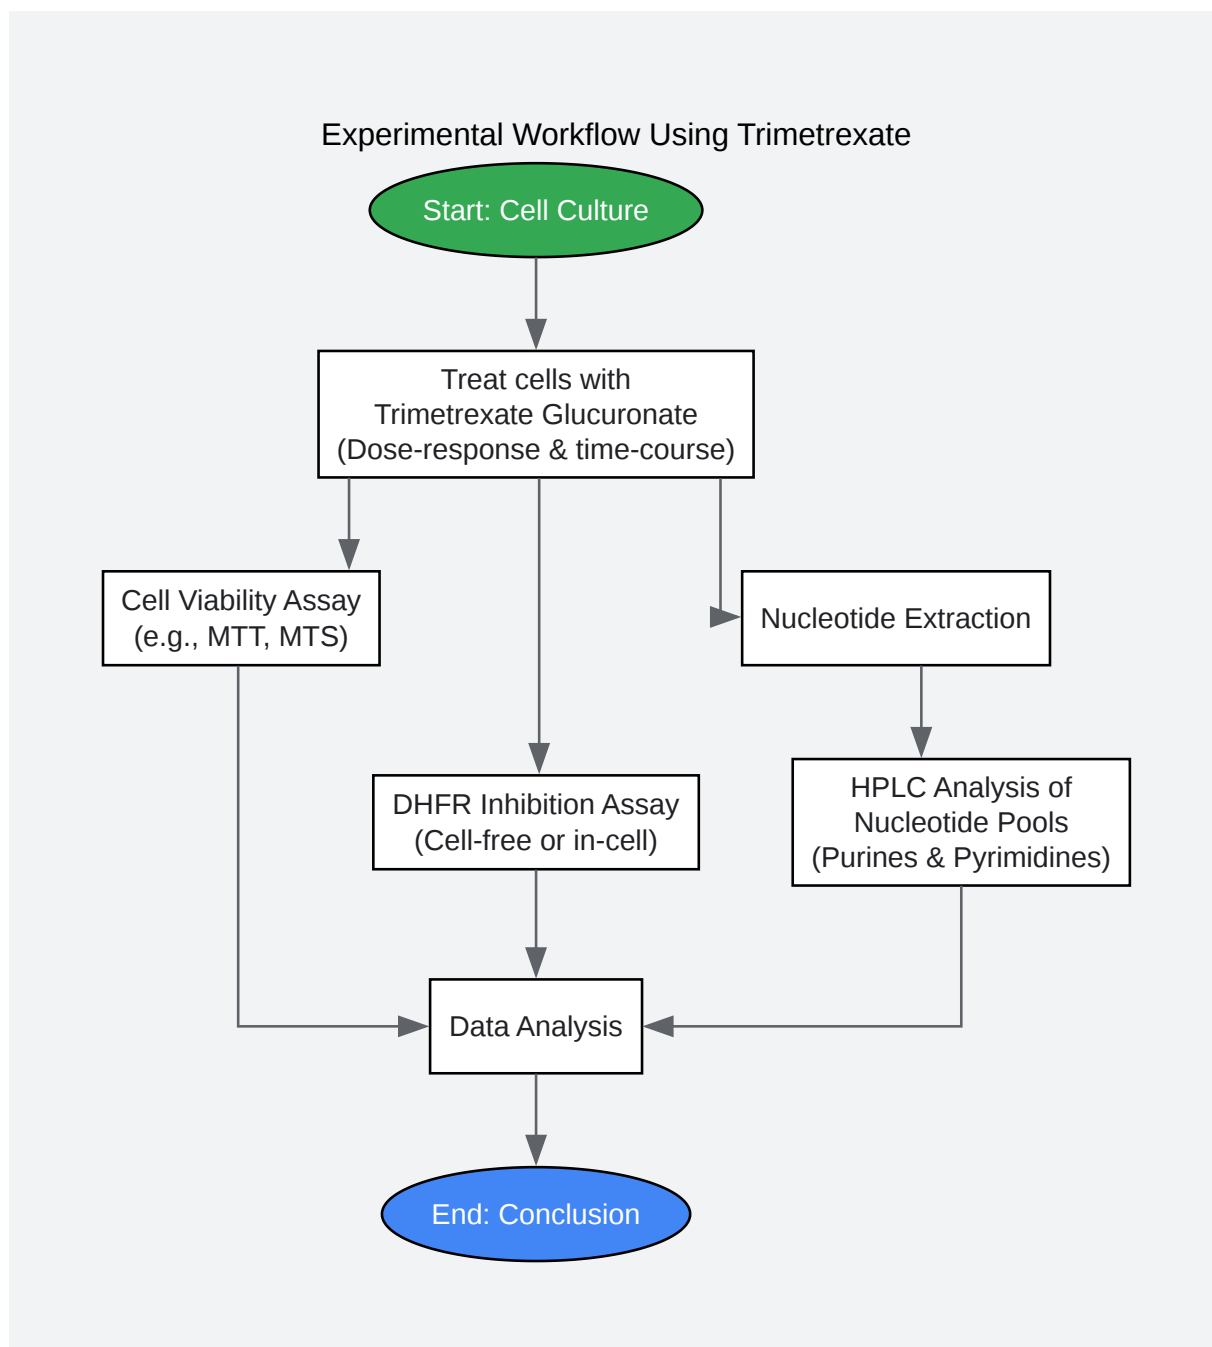 Experimental Workflow Using Trimetrexate
Start: Cell Culture
Treat cells with
Trimetrexate Glucuronate
(Dose-response & time-course)
Cell Viability Assay
(e.g., MTT, MTS)
Nucleotide Extraction
DHFR Inhibition Assay
(Cell-free or in-cell)
HPLC Analysis of
Nucleotide Pools
(Purines & Pyrimidines)
Data Analysis
End: Conclusion